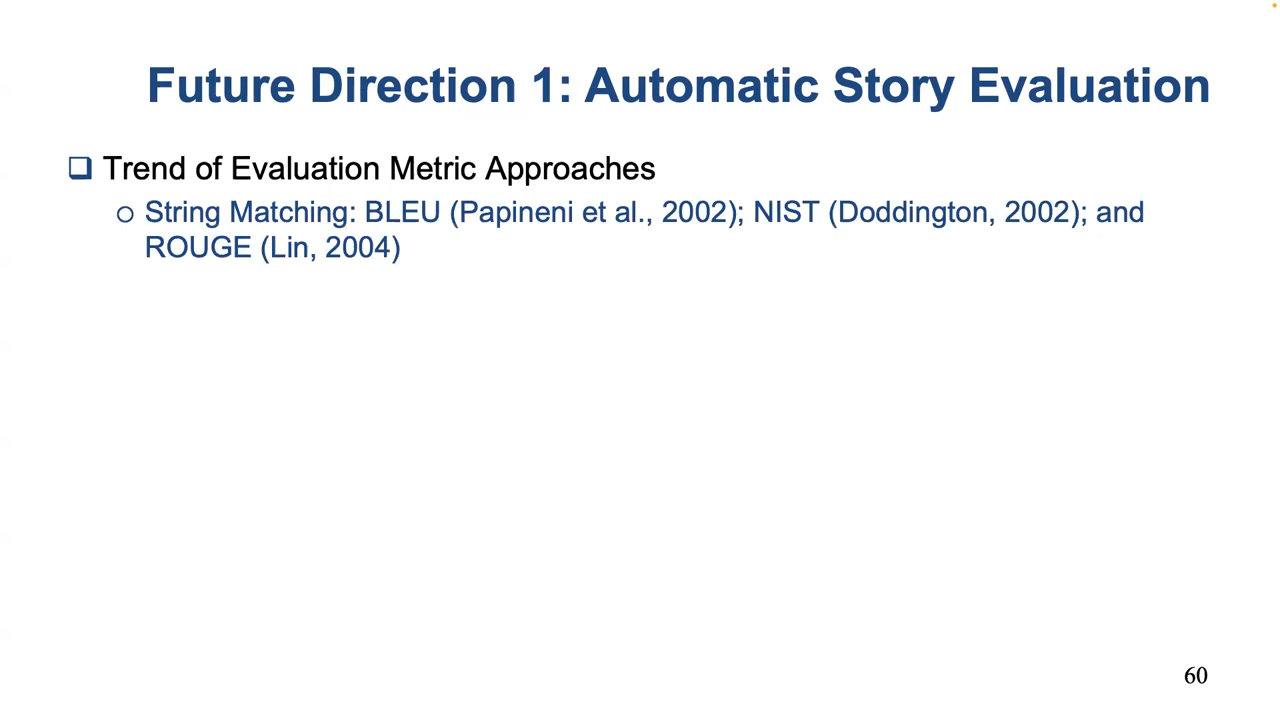 Future Direction 1: Automatic Story Evaluation
❑ Trend of Evaluation Metric Approaches
○ String Matching: BLEU (Papineni et al., 2002); NIST (Doddington, 2002); and
ROUGE (Lin, 2004)
60